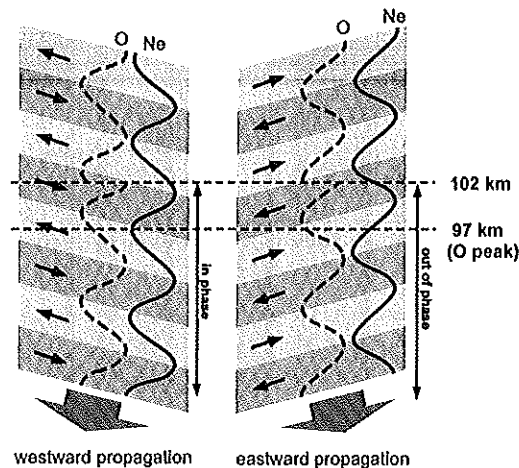 O Ne
O Ne
102 km
97 km
(O peak)
in phase
out of phase
westward propagation
eastward propagation